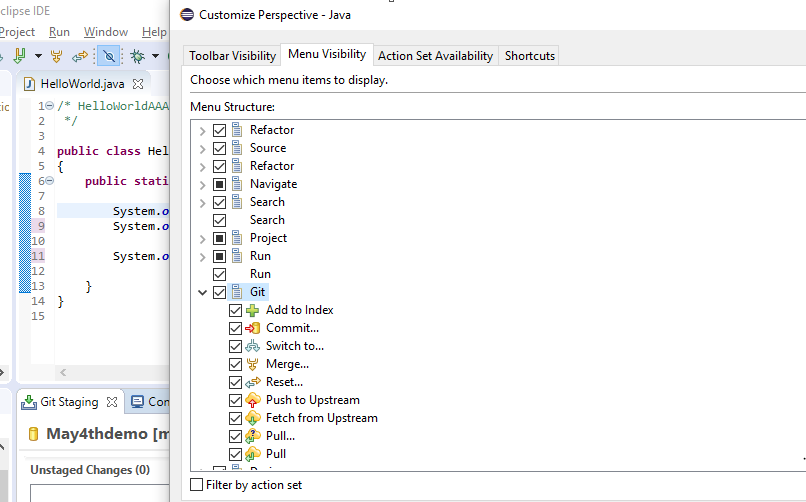 clipse IDE
Project Run Window Help
HelloWorld.java
1 /* HelloWorldAAA
2 */
3
4 public class Hel
5 {
6 public stati
7
8 System.o
9 System.o
10
11 System.o
12
13 }
14 }
15
Git Staging Con
May4thdemo [m
Unstaged Changes (0)
Customize Perspective - Java
Toolbar Visibility Menu Visibility Action Set Availability Shortcuts
Choose which menu items to display.
Menu Structure:
Refactor
Source
Refactor
Navigate
Search
Search
Project
Run
Run
Git
Add to Index
Commit...
Switch to...
Merge...
Reset...
Push to Upstream
Fetch from Upstream
Pull...
Pull
Filter by action set